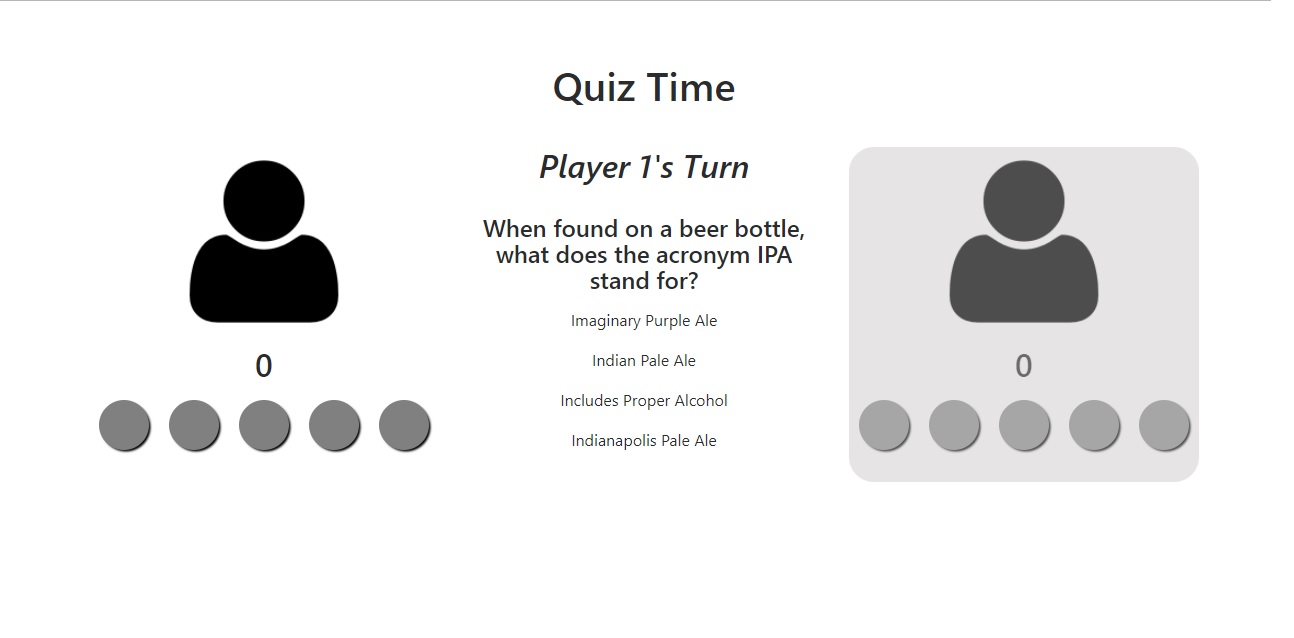 Quiz Time
Player 1's Turn
When found on a beer bottle,
what does the acronym IPA
stand for?
Imaginary Purple Ale
Indian Pale Ale
Includes Proper Alcohol
Indianapolis Pale Ale
0
0